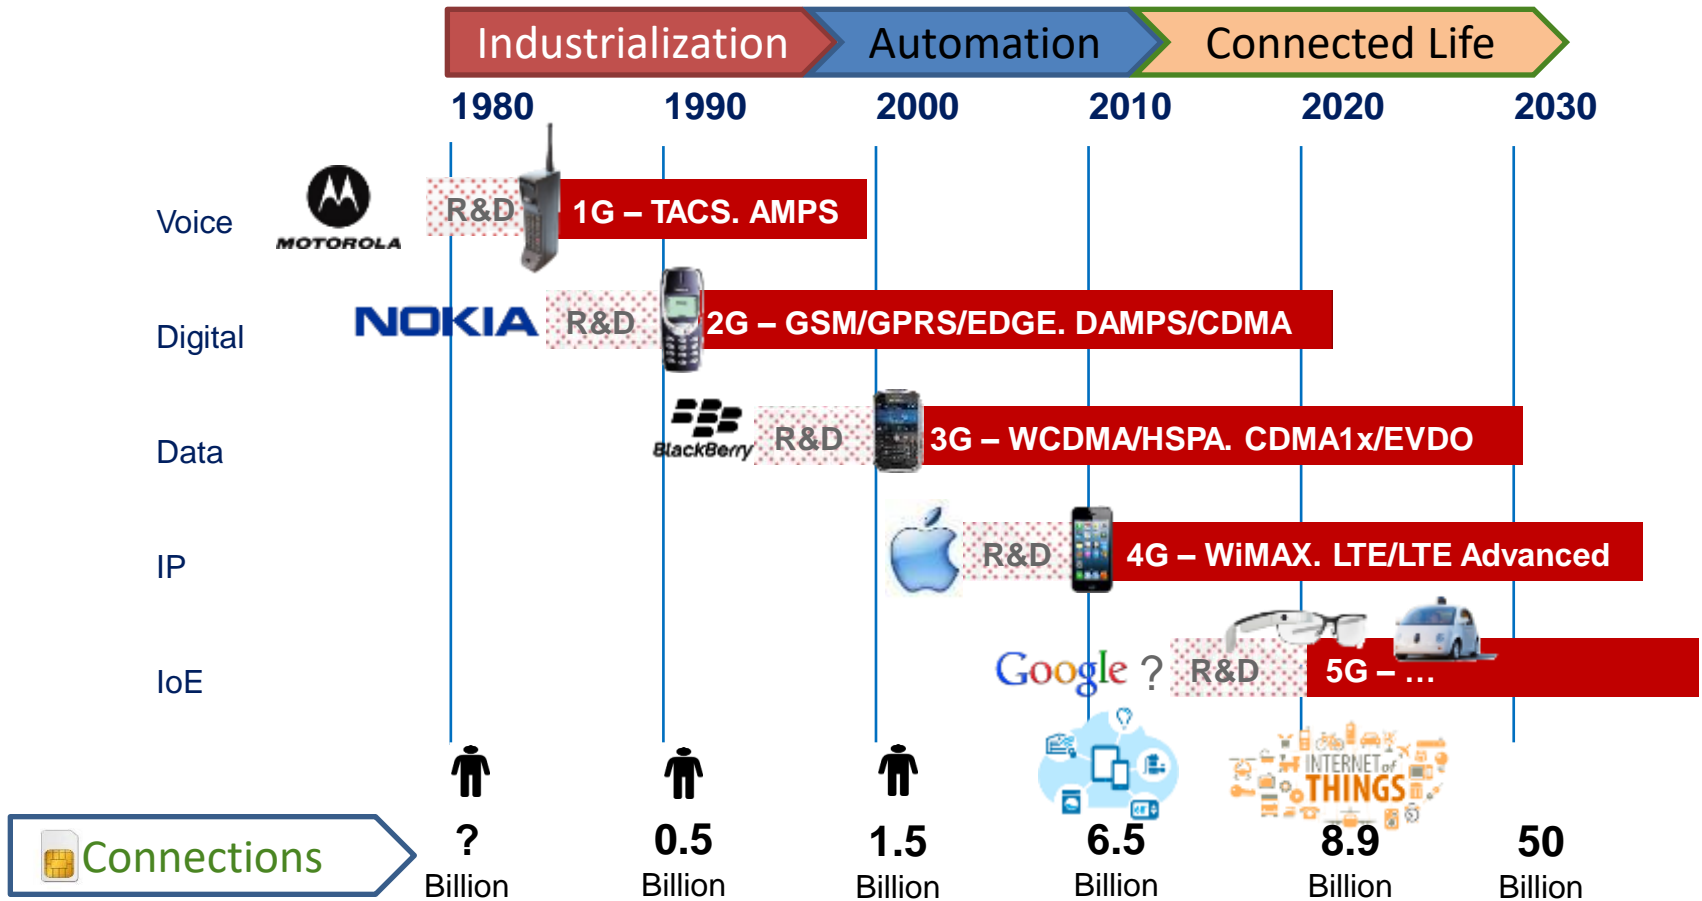 Industrialization
Automation
Connected Life
1980
1990
2000
2010
2020
2030
Voice
MOTOROLA
R&D
1G – TACS. AMPS
Digital
NOKIA
R&D
2G – GSM/GPRS/EDGE. DAMPS/CDMA
Data
BlackBerry
R&D
3G – WCDMA/HSPA. CDMA1x/EVDO
IP
R&D
4G – WiMAX. LTE/LTE Advanced
IoE
Google ?
R&D
5G – ...
INTERNET of
THINGS
Connections
?
Billion
0.5
Billion
1.5
Billion
6.5
Billion
8.9
Billion
50
Billion